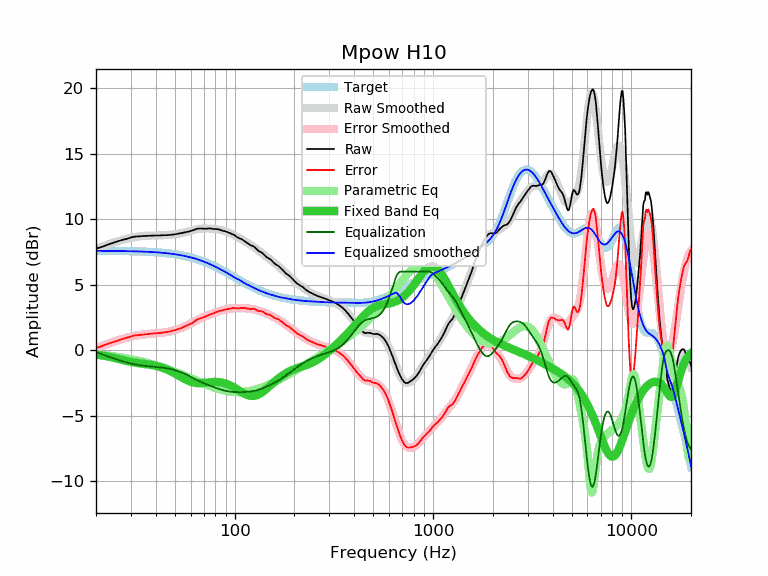 Mpow H10
Target
Raw Smoothed
Error Smoothed
Raw
Error
Parametric Eq
Fixed Band Eq
Equalization
Equalized smoothed
20
15
10
5
0
−5
−10
Amplitude (dBr)
100
1000
10000
Frequency (Hz)